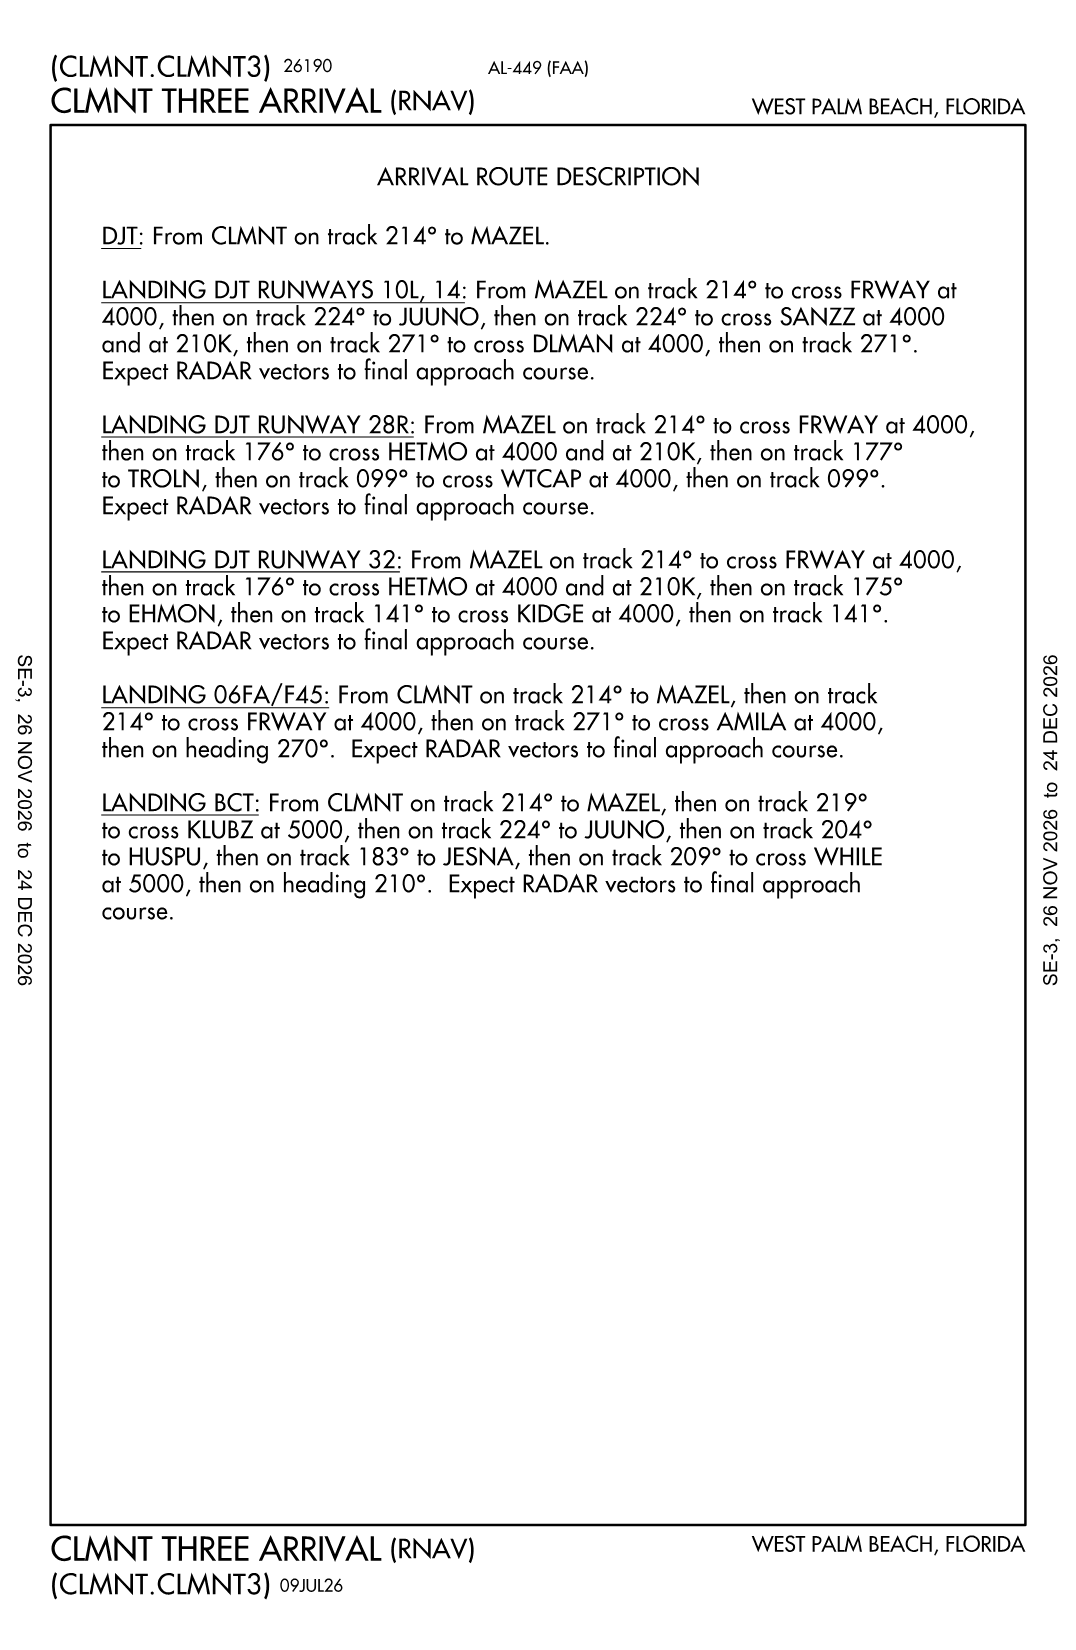 (CLMNT.CLMNT3) 26190
AL-449 (FAA)
CLMNT THREE ARRIVAL (RNAV)
WEST PALM BEACH, FLORIDA
ARRIVAL ROUTE DESCRIPTION
DJT: From CLMNT on track 214° to MAZEL.
LANDING DJT RUNWAYS 10L, 14: From MAZEL on track 214° to cross FRWAY at
4000, then on track 224° to JUUNO, then on track 224° to cross SANZZ at 4000
and at 210K, then on track 271° to cross DLMAN at 4000, then on track 271°.
Expect RADAR vectors to final approach course.
LANDING DJT RUNWAY 28R: From MAZEL on track 214° to cross FRWAY at 4000,
then on track 176° to cross HETMO at 4000 and at 210K, then on track 177°
to TROLN, then on track 099° to cross WTCAP at 4000, then on track 099°.
Expect RADAR vectors to final approach course.
LANDING DJT RUNWAY 32: From MAZEL on track 214° to cross FRWAY at 4000,
then on track 176° to cross HETMO at 4000 and at 210K, then on track 175°
to EHMON, then on track 141° to cross KIDGE at 4000, then on track 141°.
Expect RADAR vectors to final approach course.
LANDING 06FA/F45: From CLMNT on track 214° to MAZEL, then on track
214° to cross FRWAY at 4000, then on track 271° to cross AMILA at 4000,
then on heading 270°. Expect RADAR vectors to final approach course.
LANDING BCT: From CLMNT on track 214° to MAZEL, then on track 219°
to cross KLUBZ at 5000, then on track 224° to JUUNO, then on track 204°
to HUSPU, then on track 183° to JESNA, then on track 209° to cross WHILE
at 5000, then on heading 210°. Expect RADAR vectors to final approach
course.
SE-3, 26 NOV 2026 to 24 DEC 2026
SE-3, 26 NOV 2026 to 24 DEC 2026
CLMNT THREE ARRIVAL (RNAV)
WEST PALM BEACH, FLORIDA
(CLMNT.CLMNT3) 09JUL26